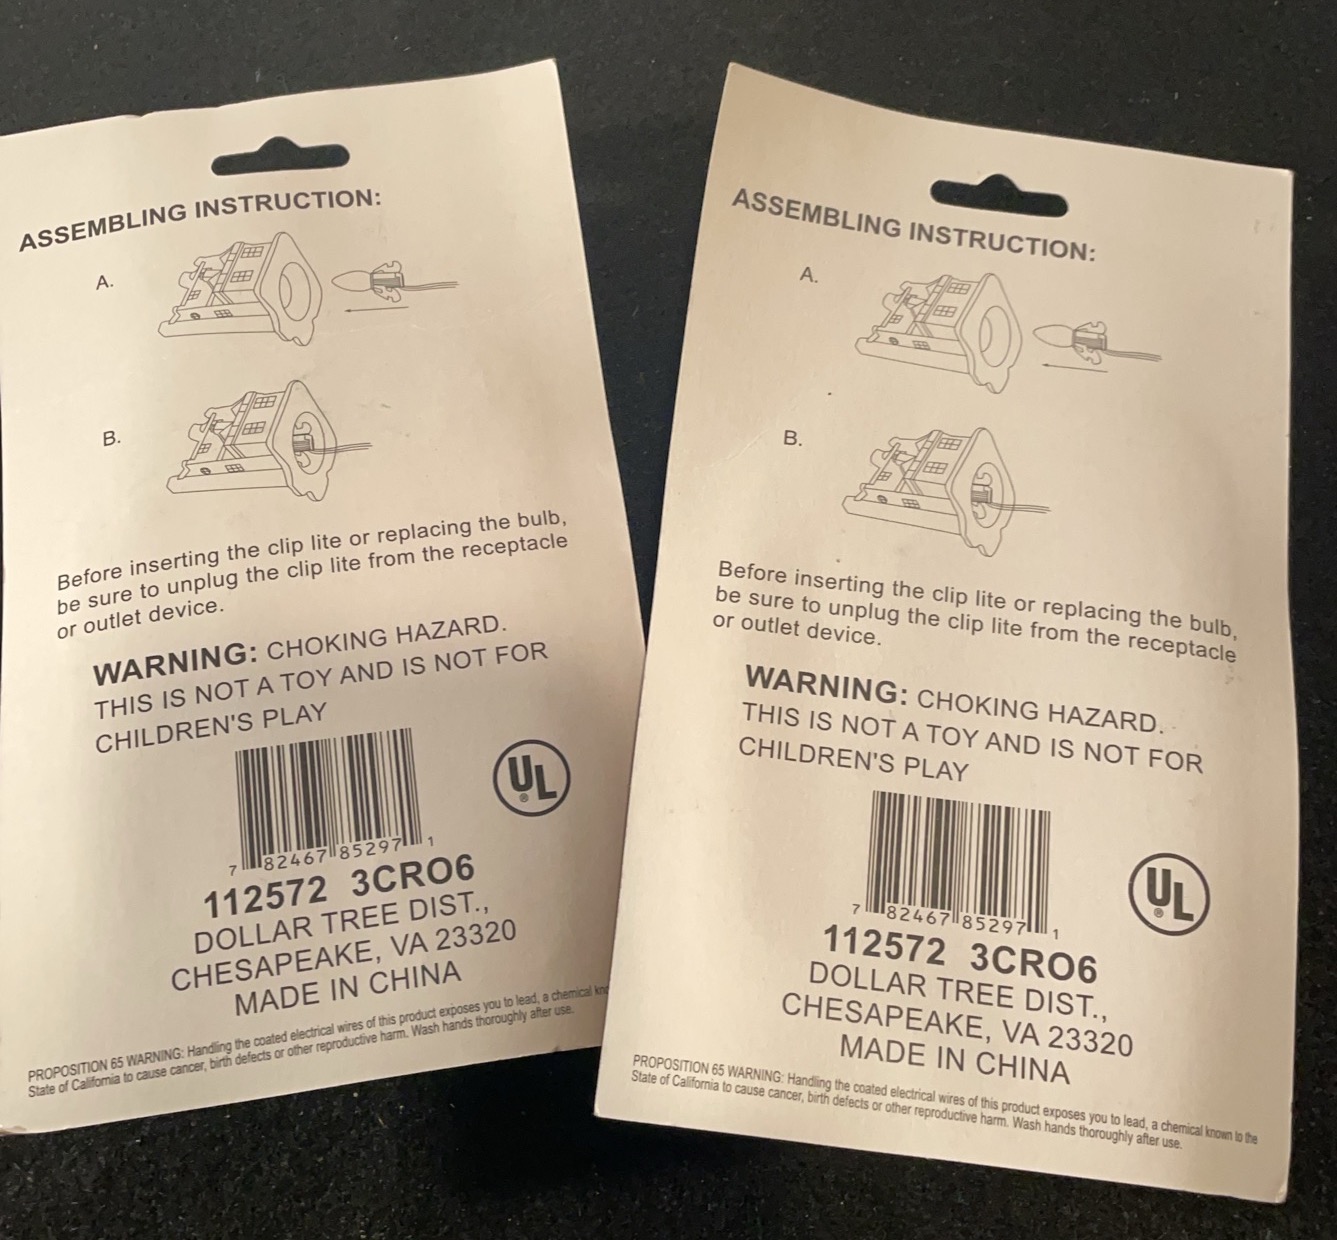 ASSEMBLING INSTRUCTION:
A.
B.
Before inserting the clip lite or replacing the bulb,
be sure to unplug the clip lite from the receptacle
or outlet device.
WARNING: CHOKING HAZARD.
THIS IS NOT A TOY AND IS NOT FOR
CHILDREN'S PLAY
UL
®
7 82467 85297 1
112572 3CRO6
DOLLAR TREE DIST.,
CHESAPEAKE, VA 23320
MADE IN CHINA
PROPOSITION 65 WARNING: Handling the coated electrical wires of this product exposes you to lead, a chemical
State of California to cause cancer, birth defects or other reproductive harm. Wash hands thoroughly after use.
ASSEMBLING INSTRUCTION:
A.
B.
Before inserting the clip lite or replacing the bulb,
be sure to unplug the clip lite from the receptacle
or outlet device.
WARNING: CHOKING HAZARD.
THIS IS NOT A TOY AND IS NOT FOR
CHILDREN'S PLAY
UL
®
7 82467 85297 1
112572 3CRO6
DOLLAR TREE DIST.,
CHESAPEAKE, VA 23320
MADE IN CHINA
PROPOSITION 65 WARNING: Handling the coated electrical wires of this product exposes you to lead, a chemical known to the
State of California to cause cancer, birth defects or other reproductive harm. Wash hands thoroughly after use.